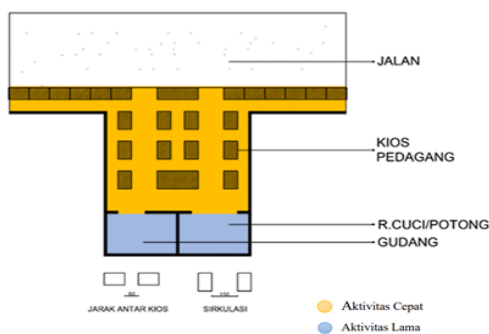 JALAN
KIOS
PEDAGANG
R.CUCI/POTONG
GUDANG
JARAK ANTAR KIOS
SIRKULASI
Aktivitas Cepat
Aktivitas Lama